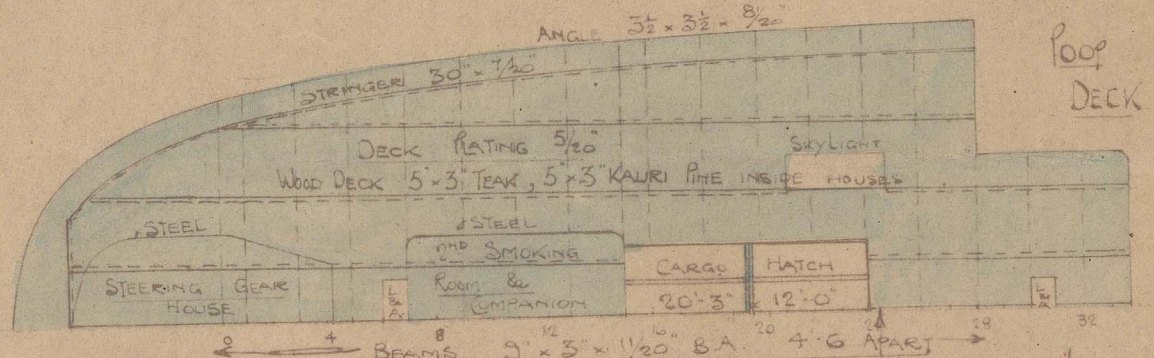 ANGLE 3½ × 3½ × 8/20"
POOP
DECK
STRINGER 30" × 7/20"
DECK PLATING 5/20"
SKYLIGHT
WOOD DECK 5" × 3" TEAK, 5" × 3" KAURI PINE INSIDE HOUSES
STEEL
STEEL
2ND SMOKING
ROOM &
COMPANION
STEERING GEAR
HOUSE
L&A
CARGO HATCH
20'-3" × 12'-0"
L&A
0 4 8 12 16 20 24 28 32
BEAMS 9" × 3" × 11/20" B.A 4'-6 APART